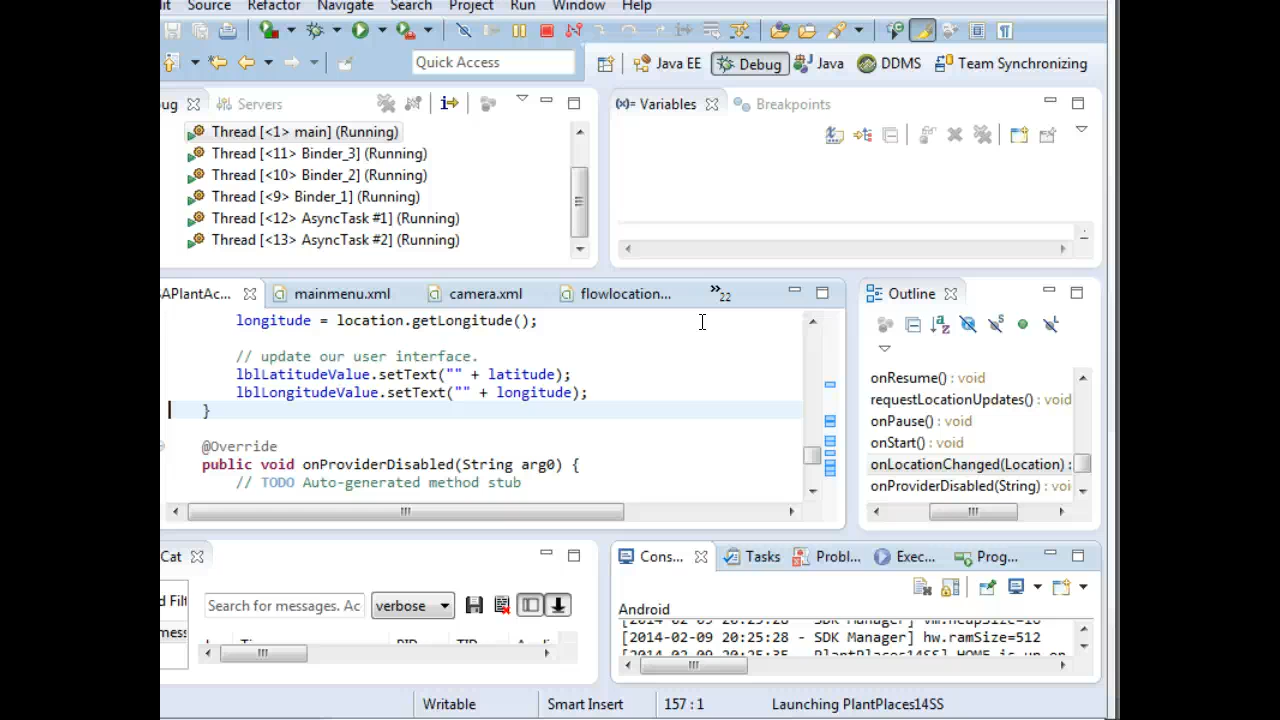 it Source Refactor Navigate Search Project Run Window Help
Quick Access
Java EE Debug Java DDMS Team Synchronizing
ug Servers
Thread [<1> main] (Running)
Thread [<11> Binder_3] (Running)
Thread [<10> Binder_2] (Running)
Thread [<9> Binder_1] (Running)
Thread [<12> AsyncTask #1] (Running)
Thread [<13> AsyncTask #2] (Running)
(x)= Variables Breakpoints
APlantAc... mainmenu.xml camera.xml flowlocation... »22
longitude = location.getLongitude();
// update our user interface.
lblLatitudeValue.setText("" + latitude);
lblLongitudeValue.setText("" + longitude);
}
@Override
public void onProviderDisabled(String arg0) {
// TODO Auto-generated method stub
Outline
onResume() : void
requestLocationUpdates() : void
onPause() : void
onStart() : void
onLocationChanged(Location) :
onProviderDisabled(String) : voi
Cat
d Filt
Search for messages. Ac verbose
mess
PID
Cons... Tasks Probl... Exec... Prog...
Android
[2014-02-09 20:25:28 - SDK Manager] hw.ramSize=512
Writable Smart Insert 157 : 1 Launching PlantPlaces14SS